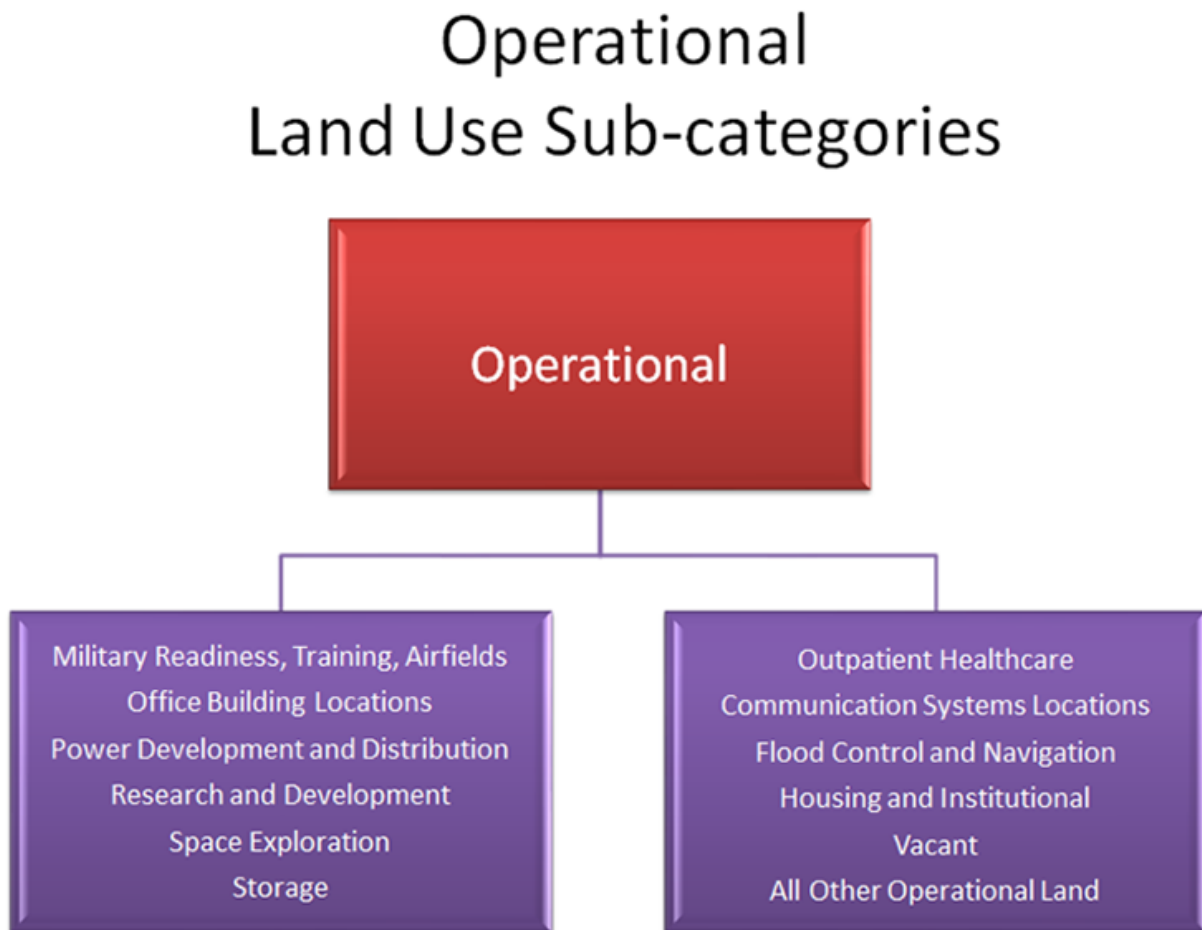 Operational
Land Use Sub-categories
Operational
Military Readiness, Training, Airfields
Office Building Locations
Power Development and Distribution
Research and Development
Space Exploration
Storage
Outpatient Healthcare
Communication Systems Locations
Flood Control and Navigation
Housing and Institutional
Vacant
All Other Operational Land